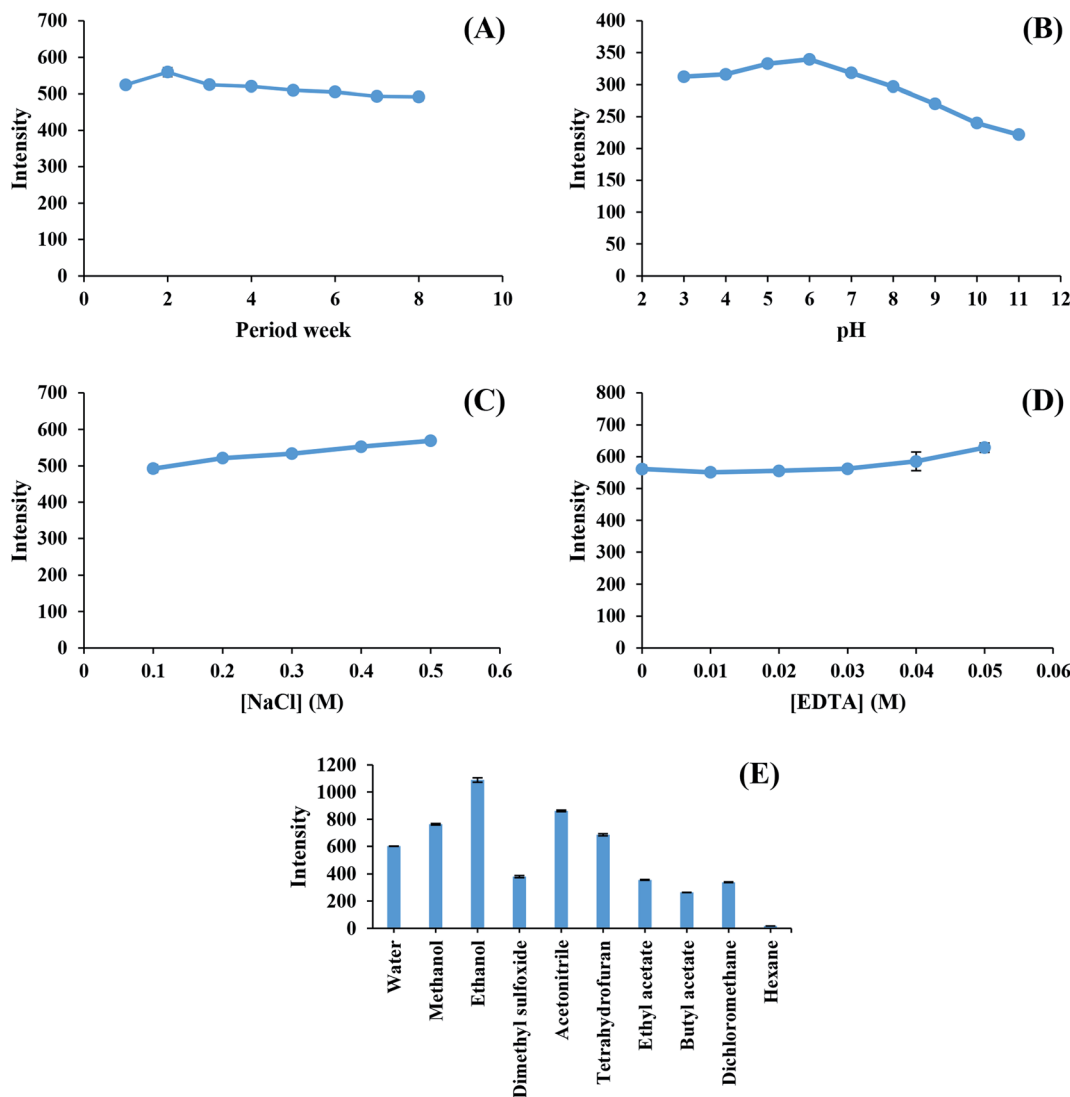 (A)
700
600
500
400
300
200
100
0
Intensity
0 2 4 6 8 10
Period week
(B)
400
350
300
250
200
150
100
50
0
Intensity
2 3 4 5 6 7 8 9 10 11 12
pH
(C)
700
600
500
400
300
200
100
0
Intensity
0 0.1 0.2 0.3 0.4 0.5 0.6
[NaCl] (M)
(D)
800
700
600
500
400
300
200
100
0
Intensity
0 0.01 0.02 0.03 0.04 0.05 0.06
[EDTA] (M)
(E)
1200
1000
800
600
400
200
0
Intensity
Water
Methanol
Ethanol
Dimethyl sulfoxide
Acetonitrile
Tetrahydrofuran
Ethyl acetate
Butyl acetate
Dichloromethane
Hexane